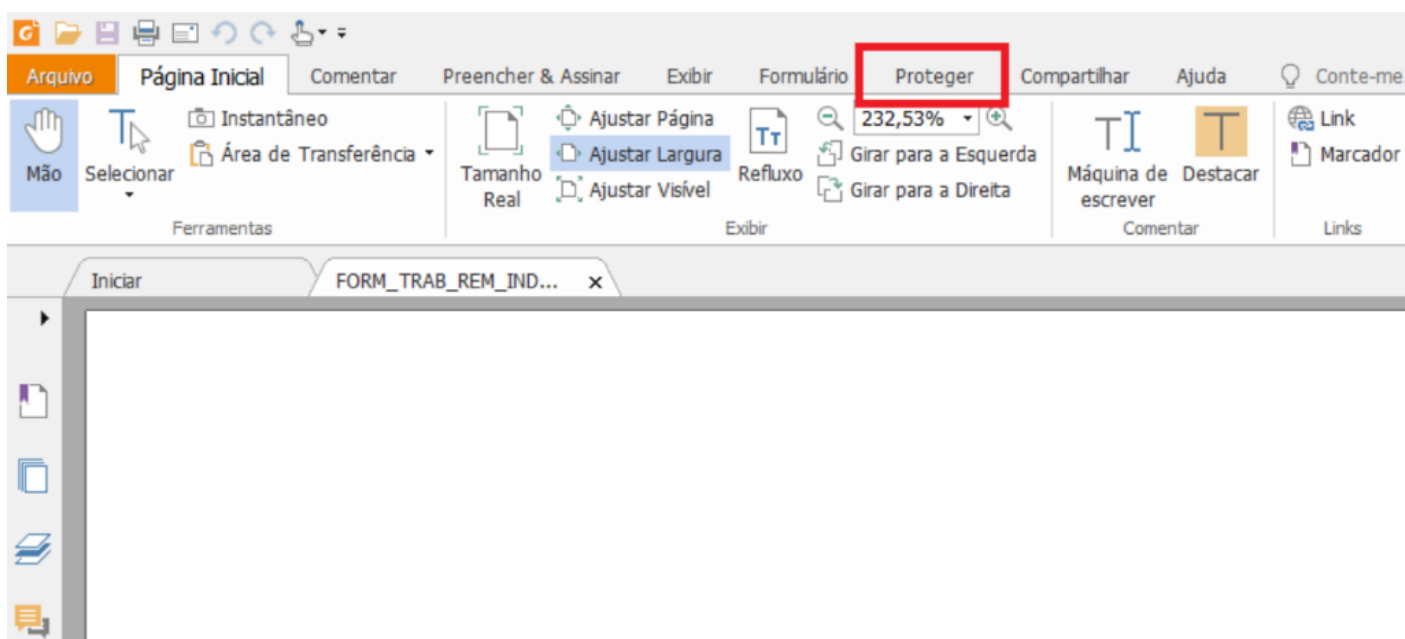 Arquivo Página Inicial Comentar Preencher & Assinar Exibir Formulário Proteger Compartilhar Ajuda Conte-me.
Mão
Selecionar
Instantâneo
Área de Transferência
Ferramentas
Tamanho
Real
Ajustar Página
Ajustar Largura
Ajustar Visível
Refluxo
232,53%
Girar para a Esquerda
Girar para a Direita
Exibir
Máquina de
escrever
Destacar
Comentar
Link
Marcador
Links
Iniciar
FORM_TRAB_REM_IND... x